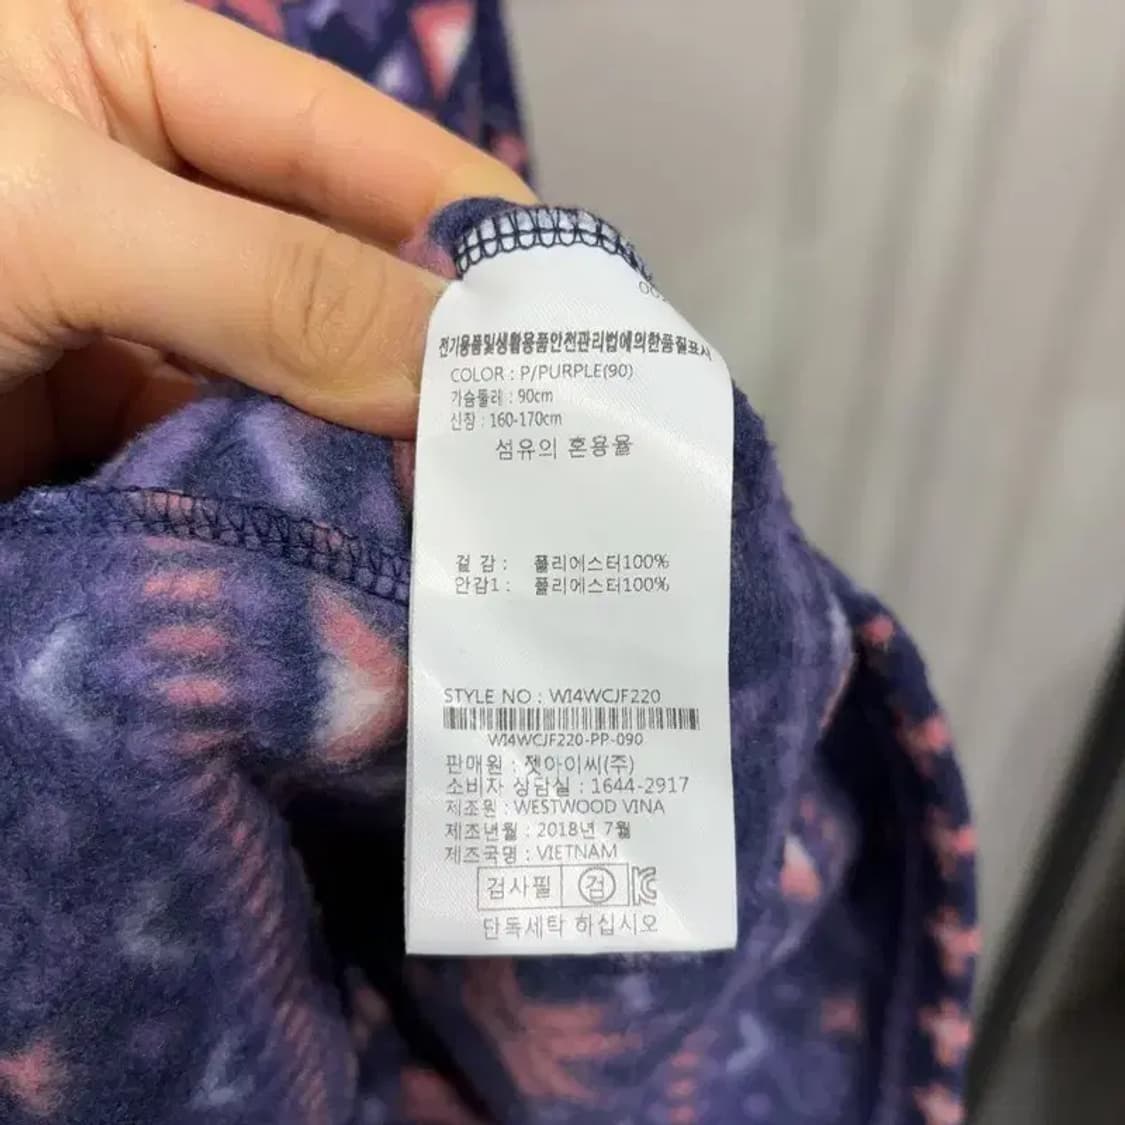 전기용품및생활용품안전관리법에의한품질표시
COLOR : P/PURPLE(90)
가슴둘레 : 90cm
신장 : 160-170cm
섬유의 혼용율
겉 감 : 폴리에스터100%
안감1 : 폴리에스터100%
STYLE NO : WI4WCJF220
WI4WCJF220-PP-090
판매원 : 젯아이씨(주)
소비자 상담실 : 1644-2917
제조원 : WESTWOOD VINA
제조년월 : 2018년 7월
제조국명 : VIETNAM
검사필 검 KC
단독세탁 하십시오